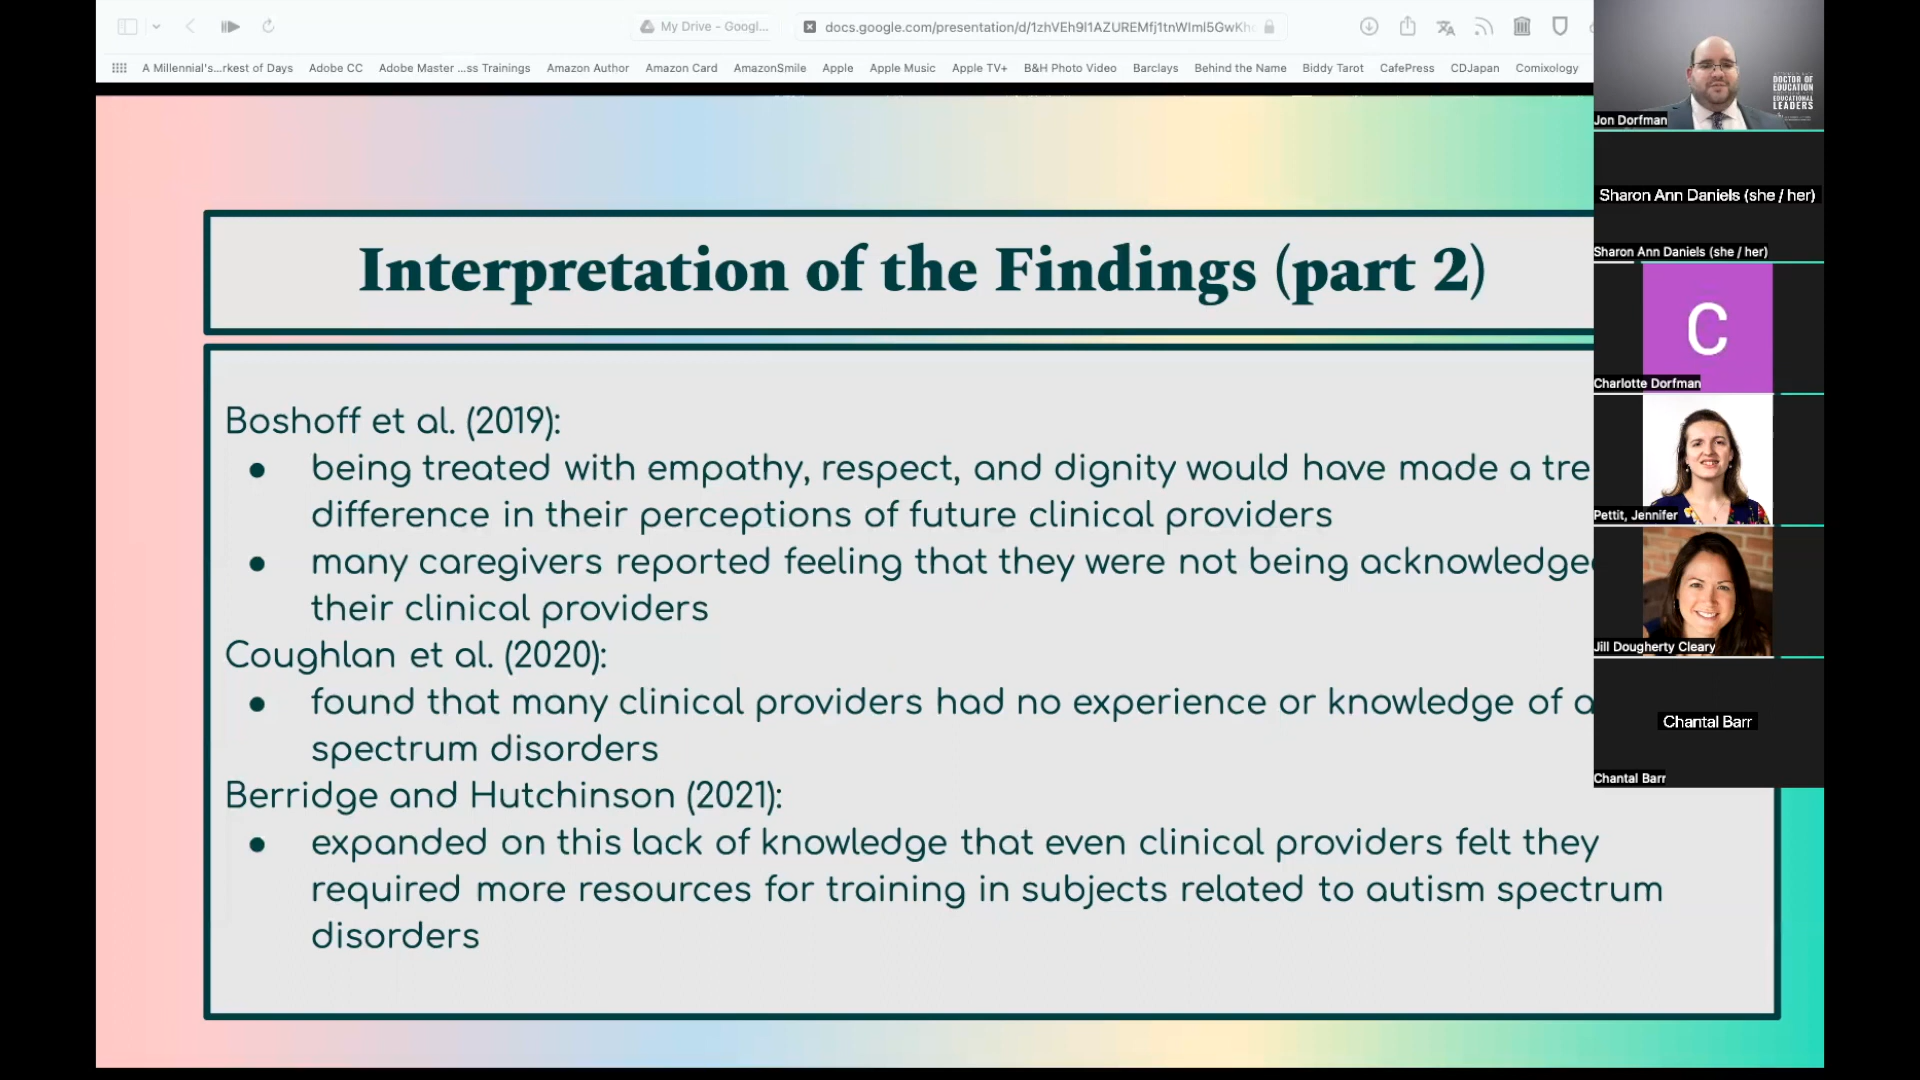 My Drive - Googl...
docs.google.com/presentation/d/1zhVEh9I1AZUREMfj1tnWIml5GwKh
A Millennial's...rkest of Days Adobe CC Adobe Master ...ss Trainings Amazon Author Amazon Card AmazonSmile Apple Apple Music Apple TV+ B&H Photo Video Barclays Behind the Name Biddy Tarot CafePress CDJapan Comixology
Interpretation of the Findings (part 2)
Boshoff et al. (2019):
● being treated with empathy, respect, and dignity would have made a tre
difference in their perceptions of future clinical providers
● many caregivers reported feeling that they were not being acknowledge
their clinical providers
Coughlan et al. (2020):
● found that many clinical providers had no experience or knowledge of a
spectrum disorders
Berridge and Hutchinson (2021):
● expanded on this lack of knowledge that even clinical providers felt they
required more resources for training in subjects related to autism spectrum
disorders
DOCTOR OF
EDUCATION
EDUCATIONAL
LEADERS
Jon Dorfman
Sharon Ann Daniels (she / her)
Sharon Ann Daniels (she / her)
C
Charlotte Dorfman
Pettit, Jennifer
Jill Dougherty Cleary
Chantal Barr
Chantal Barr